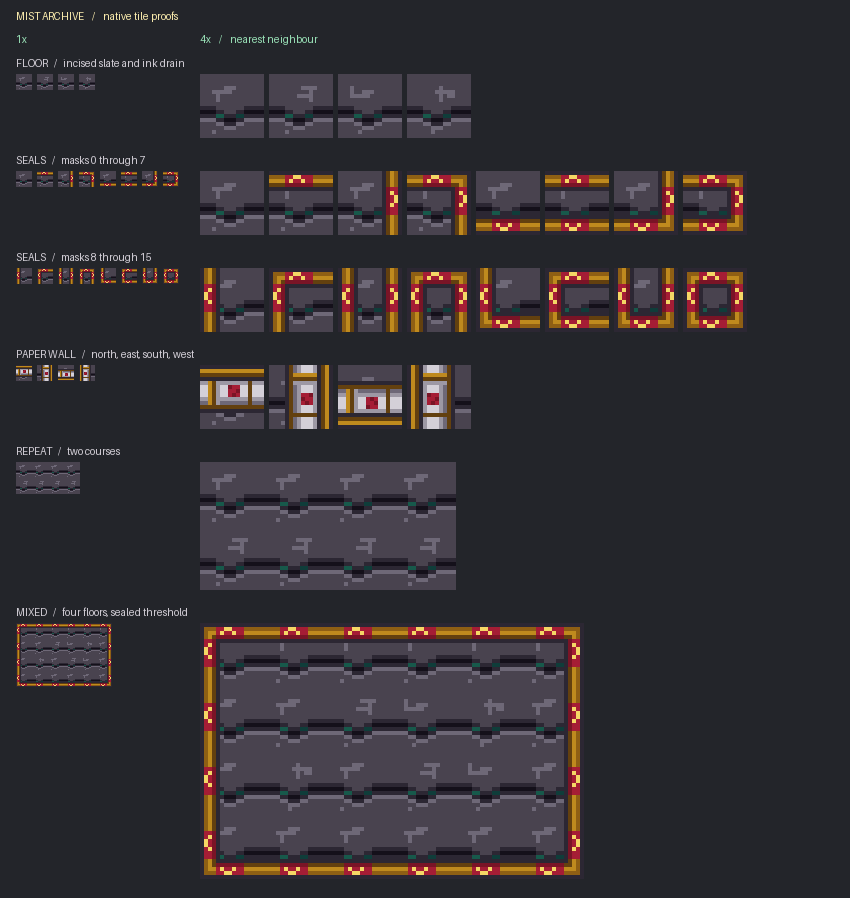 MIST ARCHIVE / native tile proofs
1x 4x / nearest neighbour
FLOOR / incised slate and ink drain
SEALS / masks 0 through 7
SEALS / masks 8 through 15
PAPER WALL / north, east, south, west
REPEAT / two courses
MIXED / four floors, sealed threshold